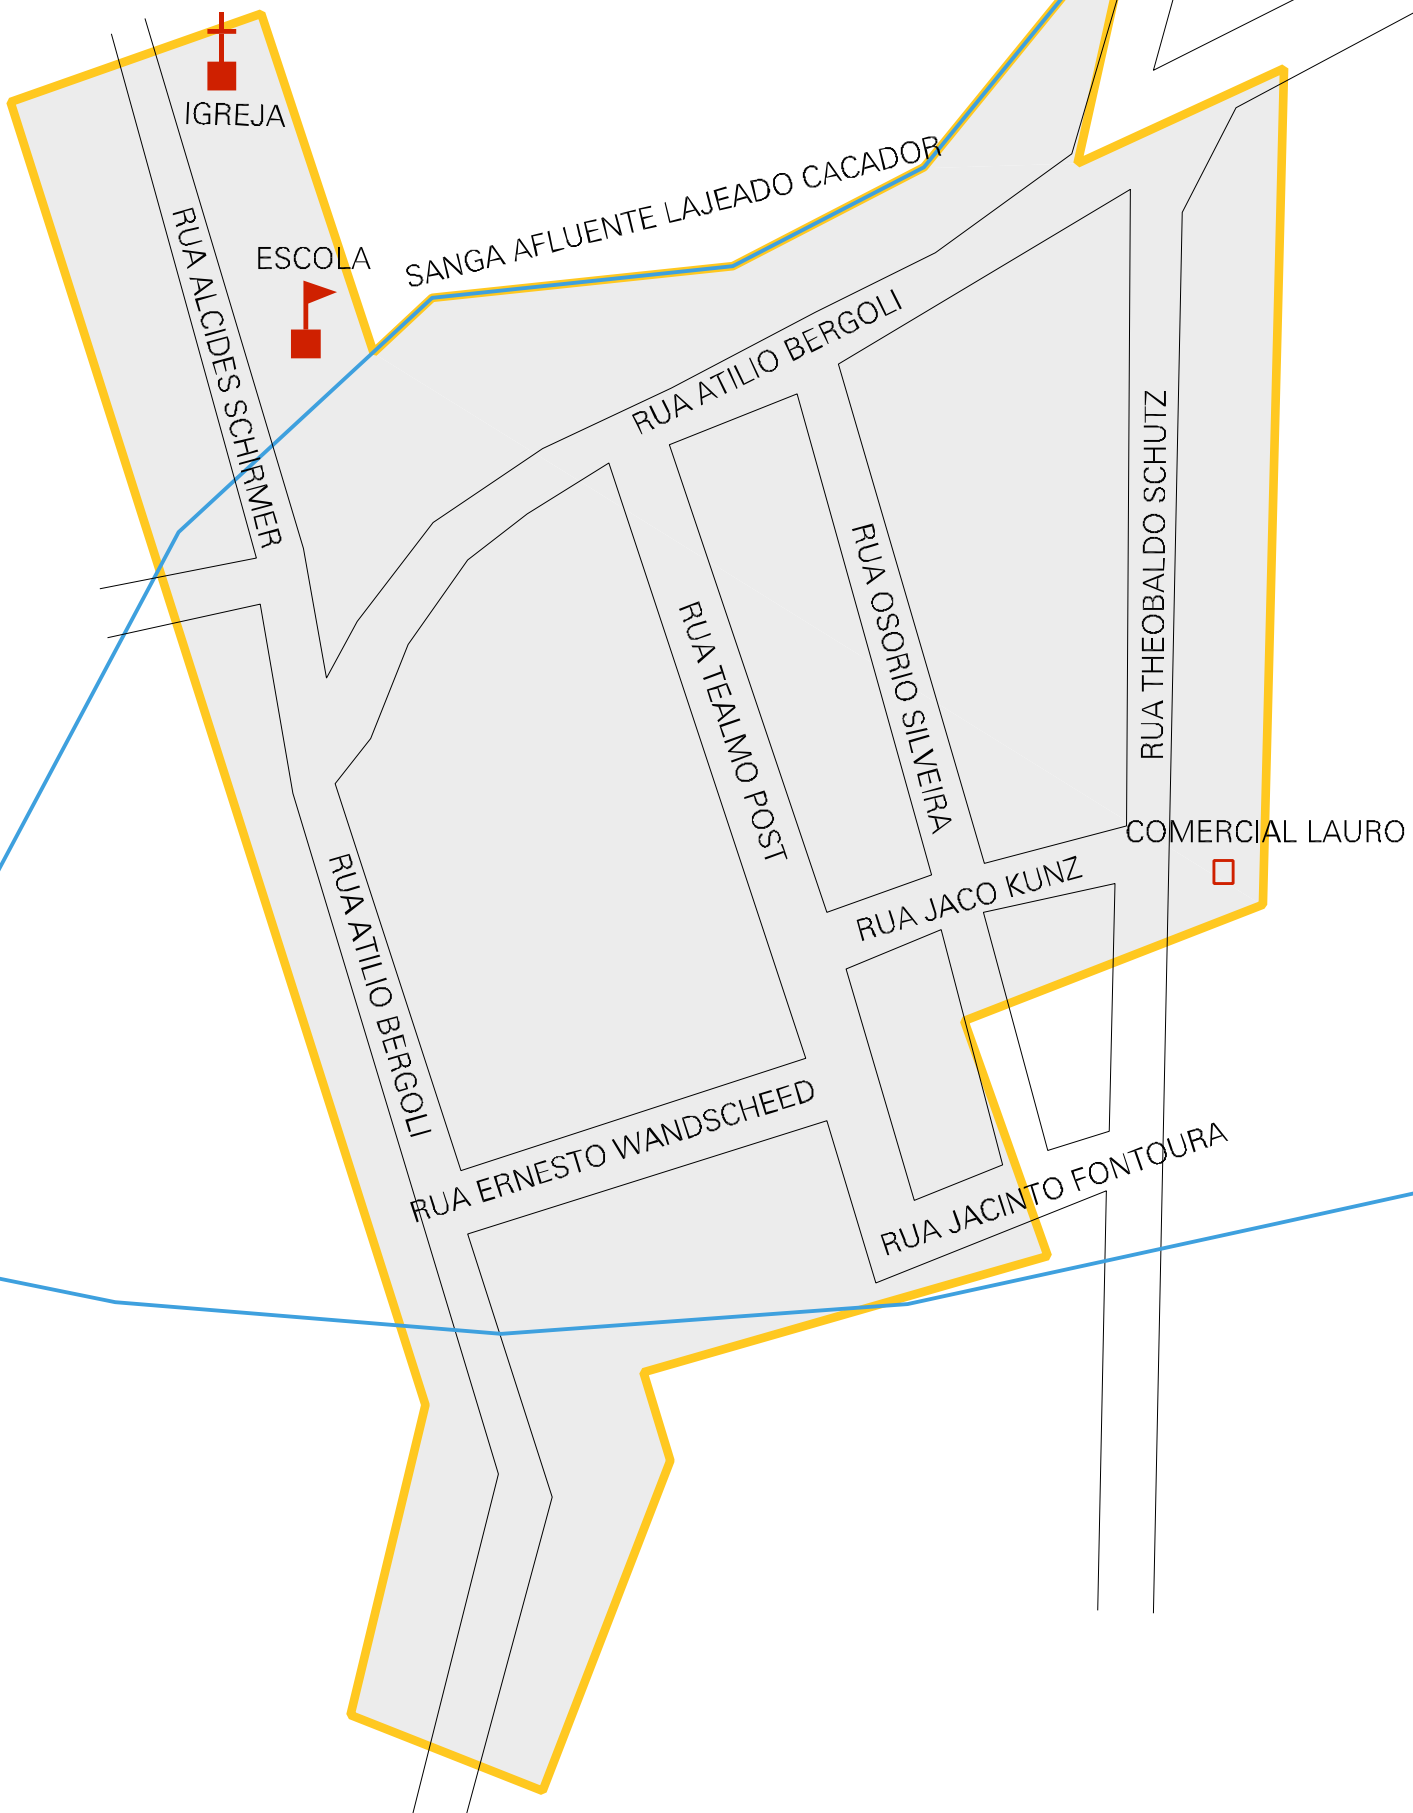 IGREJA
SANGA AFLUENTE LAJEADO CACADOR
RUA ALCIDES SCHIRMER
ESCOLA
RUA ATILIO BERGOLI
RUA THEOBALDO SCHUTZ
RUA OSORIO SILVEIRA
RUA TEALMO POST
COMERCIAL LAURO
RUA ATILIO BERGOLI
RUA JACO KUNZ
RUA ERNESTO WANDSCHEED
RUA JACINTO FONTOURA